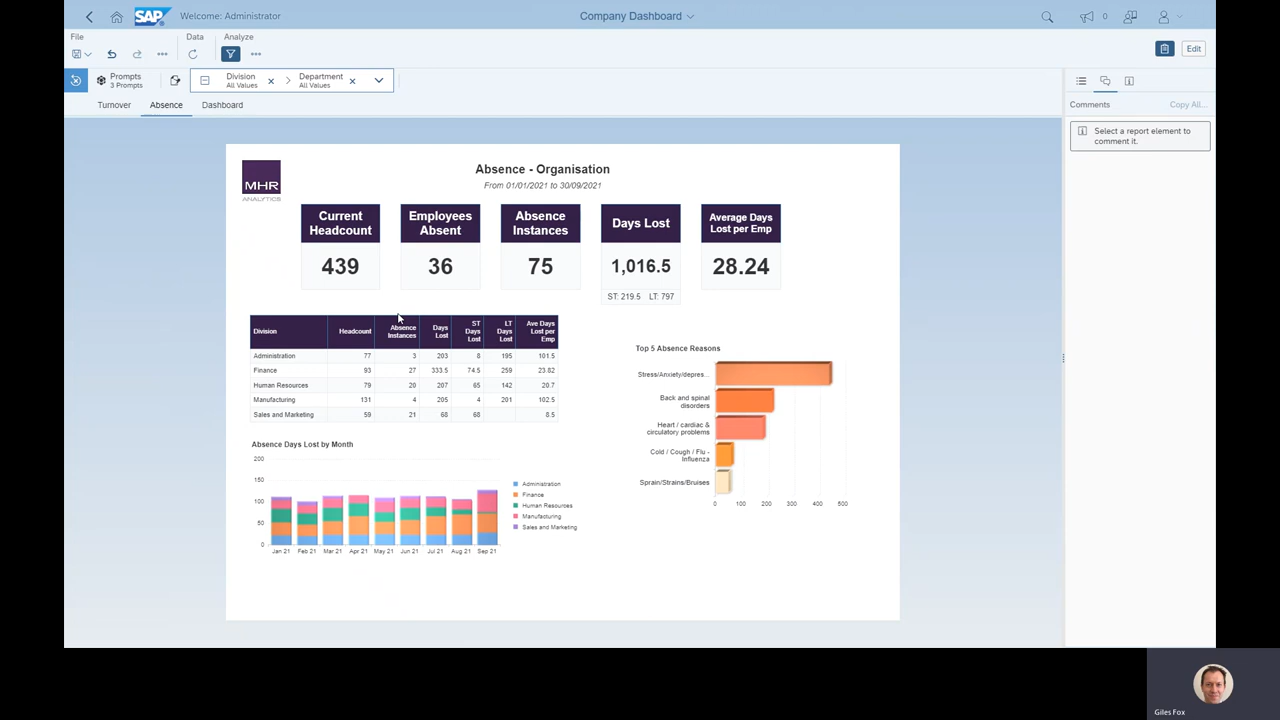 SAP Welcome: Administrator
Company Dashboard
0
File
Data
Analyze
Edit
Prompts
3 Prompts
Division
All Values
Department
All Values
Turnover
Absence
Dashboard
Comments
Copy All...
Select a report element to
comment it.
MHR
ANALYTICS
Absence - Organisation
From 01/01/2021 to 30/09/2021
Current
Headcount
439
Employees
Absent
36
Absence
Instances
75
Days Lost
1,016.5
ST: 219.5 LT: 797
Average Days
Lost per Emp
28.24
Division Headcount Absence Instances Days Lost ST Days Lost LT Days Lost Ave Days Lost per Emp
Administration 77 3 203 8 195 101.5
Finance 93 27 333.5 74.5 259 23.82
Human Resources 79 20 207 65 142 20.7
Manufacturing 131 4 205 4 201 102.5
Sales and Marketing 59 21 68 68 8.5
Absence Days Lost by Month
200
150
100
50
0
Jan 21 Feb 21 Mar 21 Apr 21 May 21 Jun 21 Jul 21 Aug 21 Sep 21
Administration
Finance
Human Resources
Manufacturing
Sales and Marketing
Top 5 Absence Reasons
Stress/Anxiety/depres...
Back and spinal
disorders
Heart / cardiac &
circulatory problems
Cold / Cough / Flu -
Influenza
Sprain/Strains/Bruises
0 100 200 300 400 500
Giles Fox